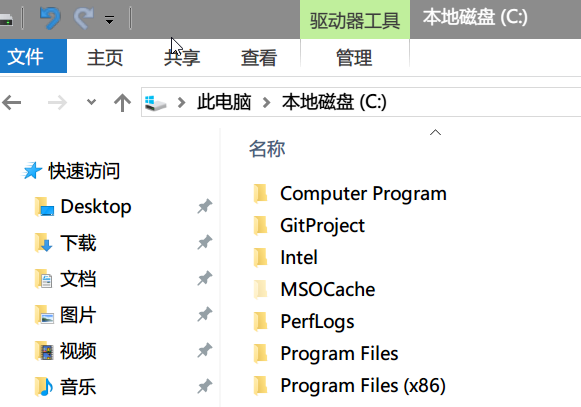 驱动器工具 本地磁盘 (C:)
文件 主页 共享 查看 管理
此电脑 本地磁盘 (C:)
名称
快速访问
Desktop
下载
文档
图片
视频
音乐
Computer Program
GitProject
Intel
MSOCache
PerfLogs
Program Files
Program Files (x86)